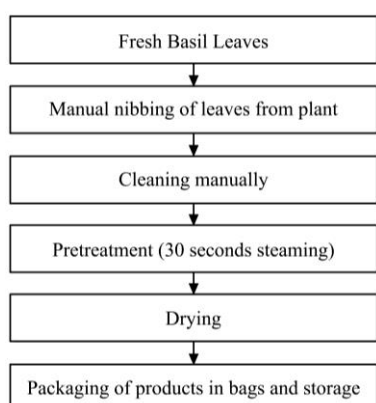 Fresh Basil Leaves
Manual nibbing of leaves from plant
Cleaning manually
Pretreatment (30 seconds steaming)
Drying
Packaging of products in bags and storage